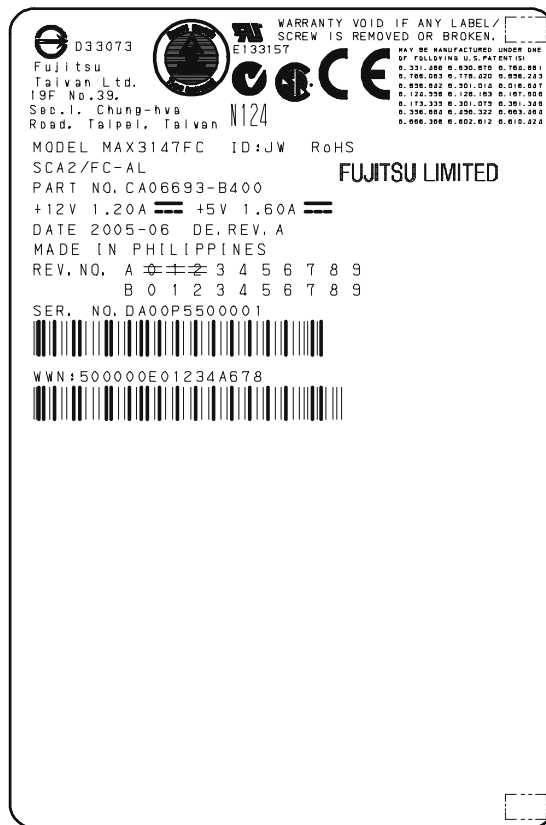 D33073
Fujitsu
Taiwan Ltd.
19F No.39,
Sec.1, Chung-hwa
Road, Taipei, Taiwan
E133157
N124
WARRANTY VOID IF ANY LABEL/
SCREW IS REMOVED OR BROKEN.
MAY BE MANUFACTURED UNDER ONE
OF FOLLOWING U.S.PATENT(S)
MODEL MAX3147FC ID:JW RoHS
SCA2/FC-AL
FUJITSU LIMITED
PART NO.CA06693-B400
+12V 1.20A +5V 1.60A
DATE 2005-06 DE.REV.A
MADE IN PHILIPPINES
REV.NO. A 0 1 2 3 4 5 6 7 8 9
B 0 1 2 3 4 5 6 7 8 9
SER. NO.DA00P5500001
WWN:500000E01234A678